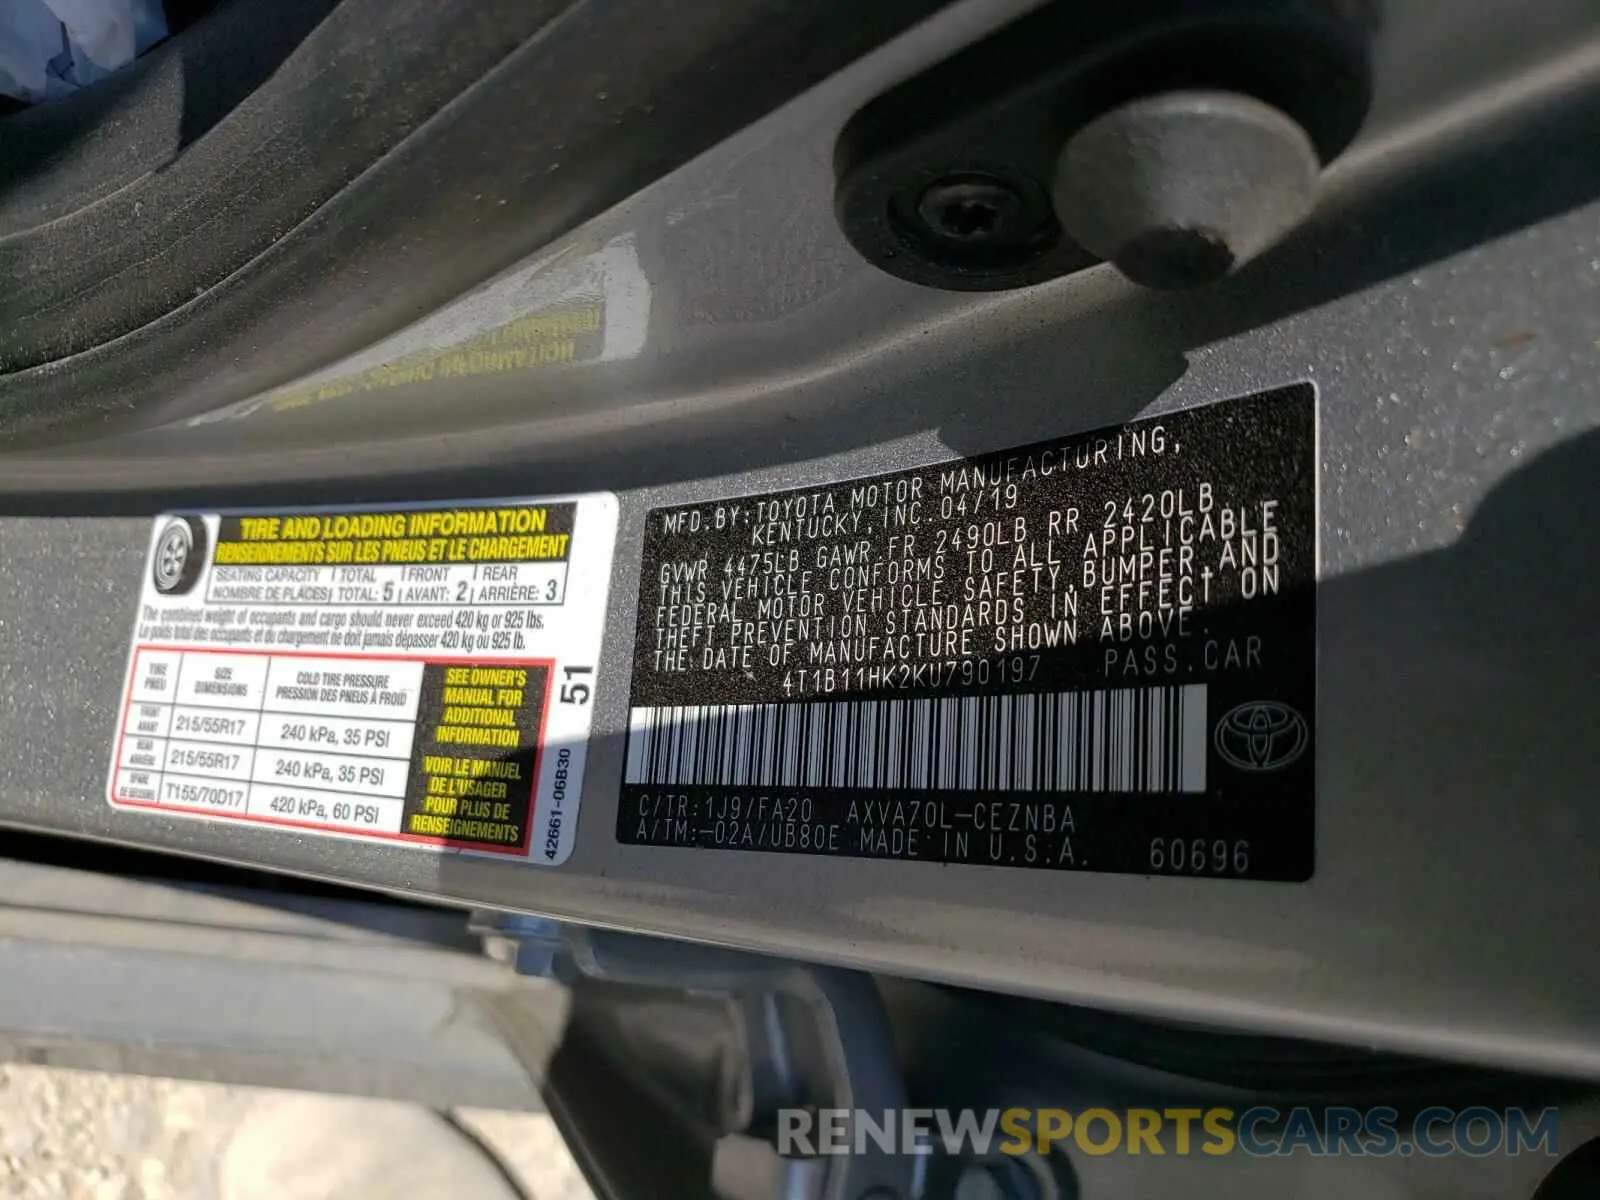 TIRE AND LOADING INFORMATION
RENSEIGNEMENTS SUR LES PNEUS ET LE CHARGEMENT
SEATING CAPACITY TOTAL FRONT REAR
NOMBRE DE PLACES TOTAL: 5 AVANT: 2 ARRIÈRE: 3
The combined weight of occupants and cargo should never exceed 420 kg or 925 lbs.
Le poids total des occupants et du chargement ne doit jamais dépasser 420 kg ou 925 lb.
TIRE SIZE COLD TIRE PRESSURE
PNEU DIMENSIONS PRESSION DES PNEUS À FROID
FRONT
AVANT 215/55R17 240 kPa, 35 PSI
REAR
ARRIÈRE 215/55R17 240 kPa, 35 PSI
SPARE
DE SECOURS T155/70D17 420 kPa, 60 PSI
SEE OWNER'S
MANUAL FOR
ADDITIONAL
INFORMATION
VOIR LE MANUEL
DE L'USAGER
POUR PLUS DE
RENSEIGNEMENTS
51
42661-06B30
MFD. BY: TOYOTA MOTOR MANUFACTURING,
KENTUCKY, INC. 04/19
GVWR 4475LB GAWR FR 2490LB RR 2420LB
THIS VEHICLE CONFORMS TO ALL APPLICABLE
FEDERAL MOTOR VEHICLE SAFETY, BUMPER, AND
THEFT PREVENTION STANDARDS IN EFFECT ON
THE DATE OF MANUFACTURE SHOWN ABOVE.
4T1B11HK2KU790197 PASS.CAR
C/TR:1J9/FA20 AXVA70L-CEZNBA
A/TM:-02A/UB80E MADE IN U.S.A. 60696
RENEWSPORTSCARS.COM